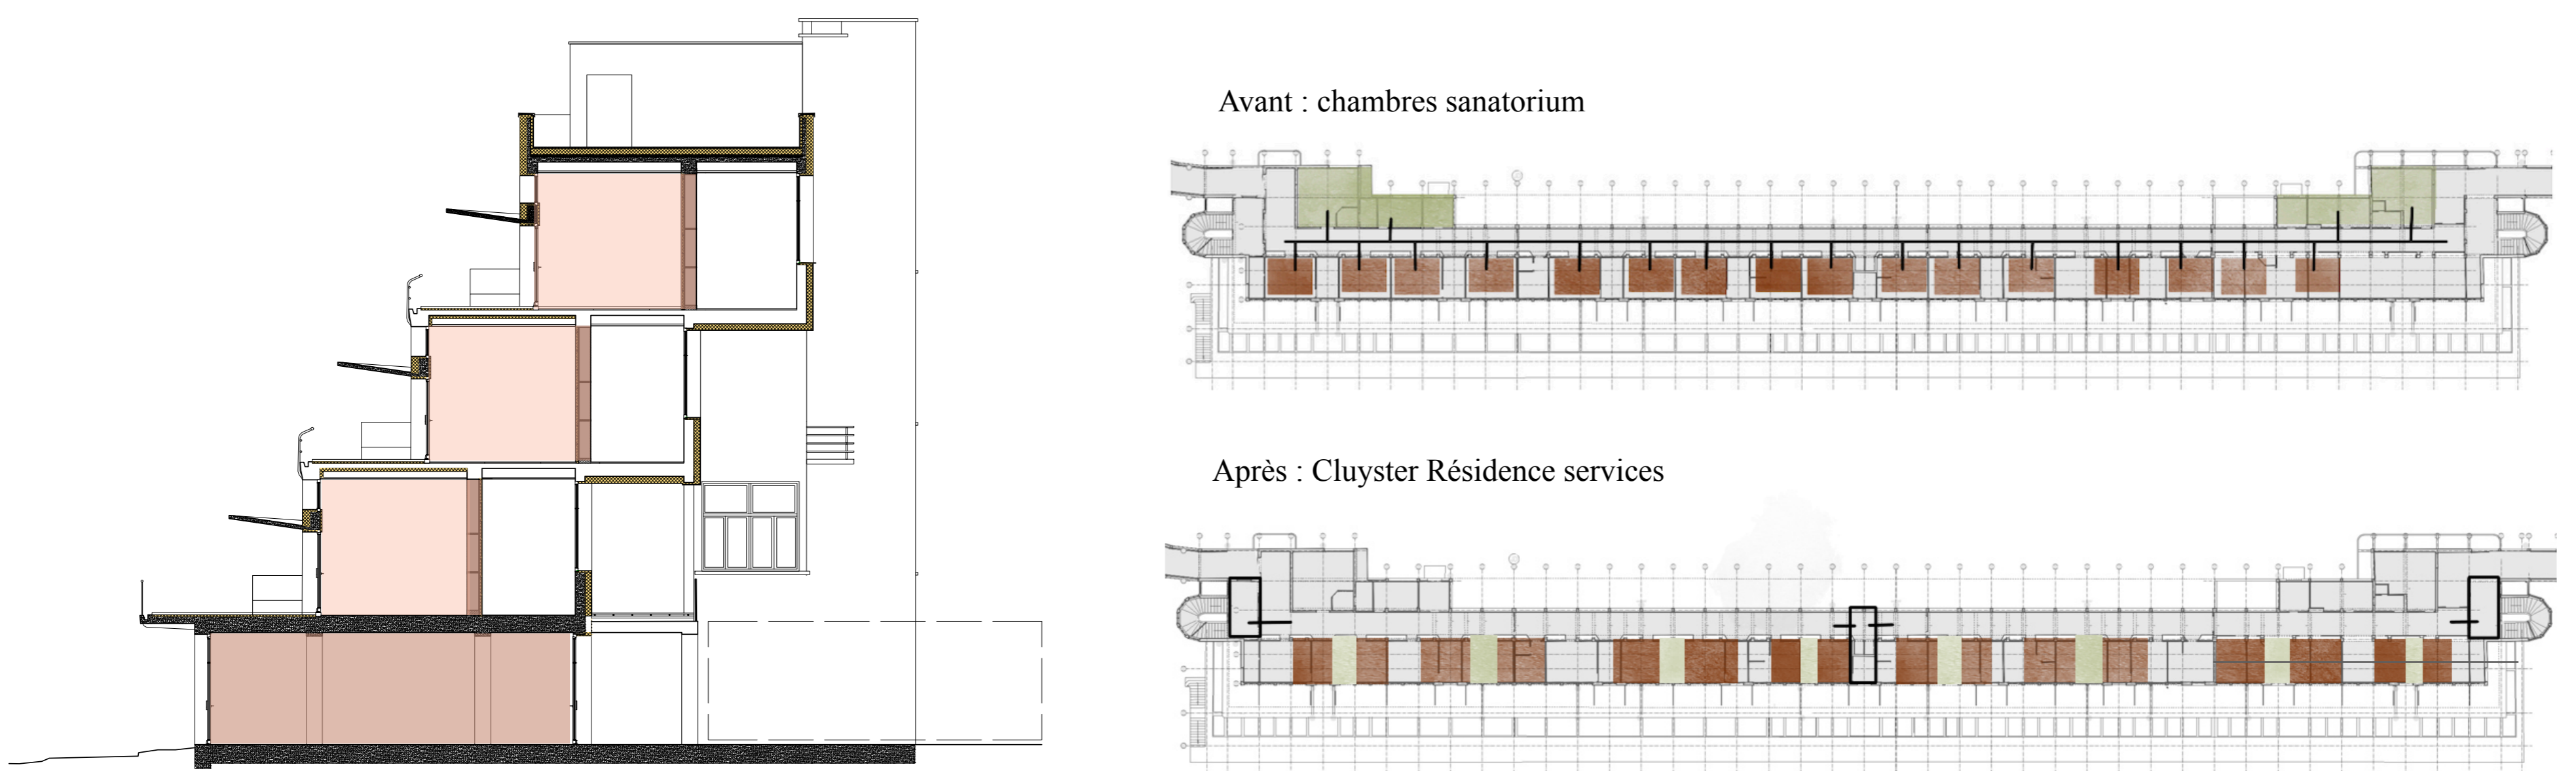 Avant : chambres sanatorium
Après : Cluyster Résidence services